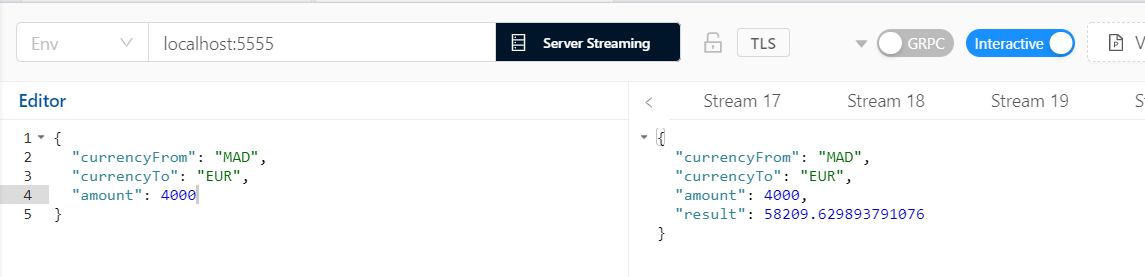 Env localhost:5555 Server Streaming TLS GRPC Interactive
Editor
Stream 17 Stream 18 Stream 19
1 {
2 "currencyFrom": "MAD",
3 "currencyTo": "EUR",
4 "amount": 4000
5 }
{
"currencyFrom": "MAD",
"currencyTo": "EUR",
"amount": 4000,
"result": 58209.629893791076
}